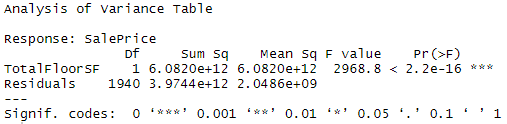 Analysis of Variance Table
Response: SalePrice
Df Sum Sq Mean Sq F value Pr(>F)
TotalFloorSF 1 6.0820e+12 6.0820e+12 2968.8 < 2.2e-16 ***
Residuals 1940 3.9744e+12 2.0486e+09
---
Signif. codes: 0 ‘***’ 0.001 ‘**’ 0.01 ‘*’ 0.05 ‘.’ 0.1 ‘ ’ 1